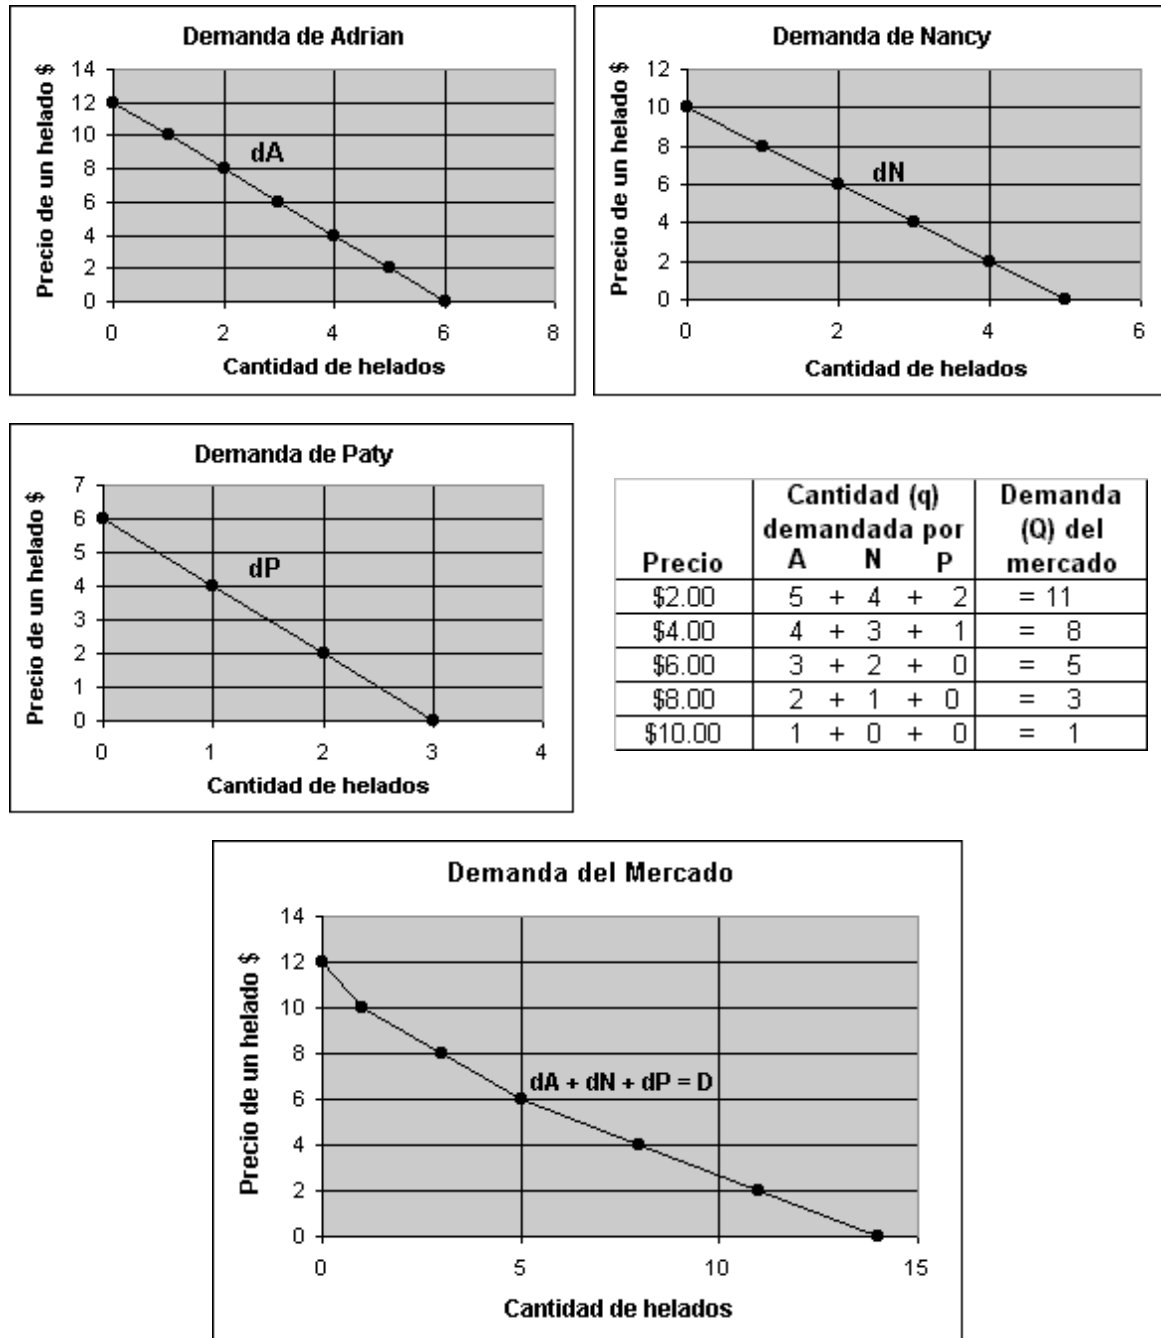 Demanda de Adrian
Precio de un helado $
14
12
10
8
6
4
2
0
dA
0 2 4 6 8
Cantidad de helados
Demanda de Nancy
Precio de un helado $
12
10
8
6
4
2
0
dN
0 2 4 6
Cantidad de helados
Demanda de Paty
Precio de un helado $
7
6
5
4
3
2
1
0
dP
0 1 2 3 4
Cantidad de helados
Cantidad (q) Demanda
demandada por (Q) del
Precio A N P mercado
$2.00 5 + 4 + 2 = 11
$4.00 4 + 3 + 1 = 8
$6.00 3 + 2 + 0 = 5
$8.00 2 + 1 + 0 = 3
$10.00 1 + 0 + 0 = 1
Demanda del Mercado
Precio de un helado $
14
12
10
8
6
4
2
0
dA + dN + dP = D
0 5 10 15
Cantidad de helados